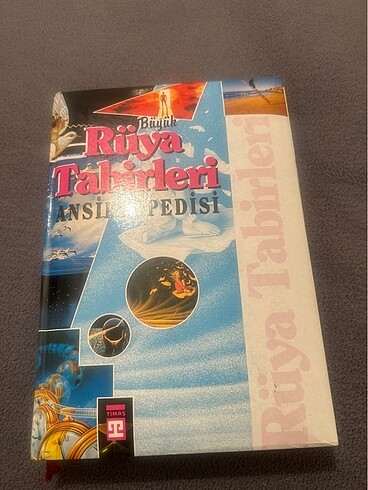 Büyük
Rüya
Tabirleri
ANSİKLOPEDİSİ
Rüya Tabirleri
TİMAŞ